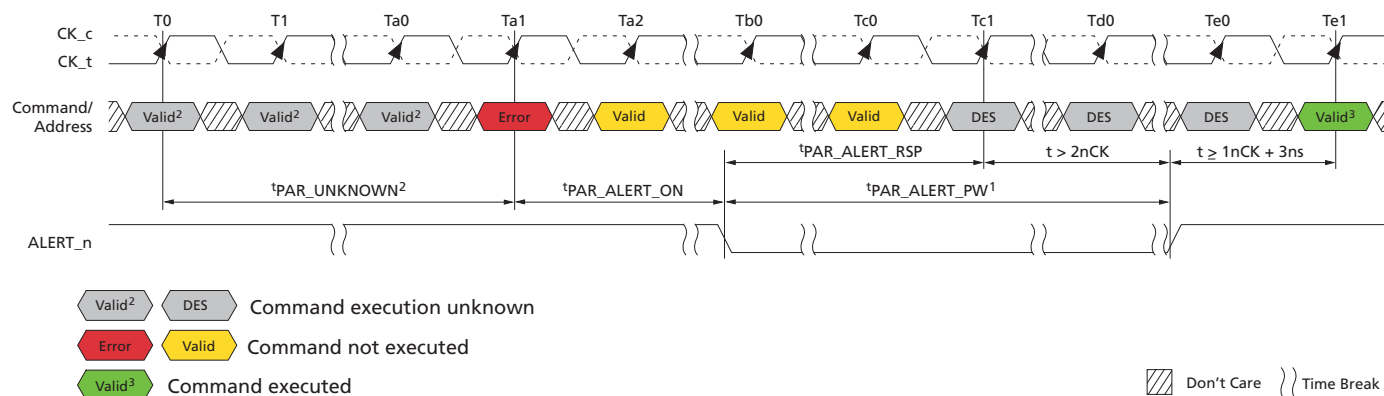 T0 T1 Ta0 Ta1 Ta2 Tb0 Tc0 Tc1 Td0 Te0 Te1
CK_c
CK_t
Command/
Address
Valid² Valid² Valid² Error Valid Valid Valid DES DES DES Valid³
tPAR_ALERT_RSP t > 2nCK t ≥ 1nCK + 3ns
tPAR_UNKNOWN² tPAR_ALERT_ON tPAR_ALERT_PW¹
ALERT_n
Valid² DES Command execution unknown
Error Valid Command not executed
Valid³ Command executed
Don't Care Time Break